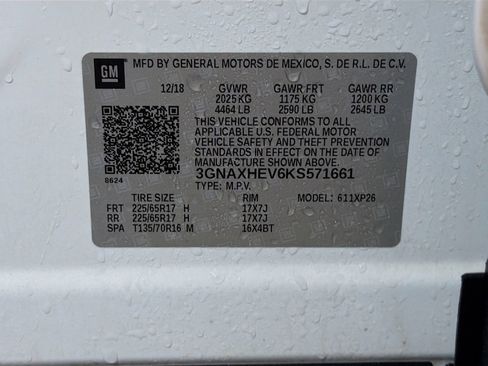 GM
MFD BY GENERAL MOTORS DE MEXICO, S. DE R.L. DE C.V.
12/18 GVWR GAWR FRT GAWR RR
2025 KG 1175 KG 1200 KG
4464 LB 2590 LB 2645 LB
THIS VEHICLE CONFORMS TO ALL
APPLICABLE U.S. FEDERAL MOTOR
VEHICLE SAFETY AND THEFT PREVENTION
STANDARDS IN EFFECT ON THE DATE OF
MANUFACTURE SHOWN ABOVE.
8624 3GNAXHEV6KS571661
TYPE: M.P.V.
TIRE SIZE RIM MODEL: 611XP26
FRT 225/65R17 H 17X7J
RR 225/65R17 H 17X7J
SPA T135/70R16 M 16X4BT